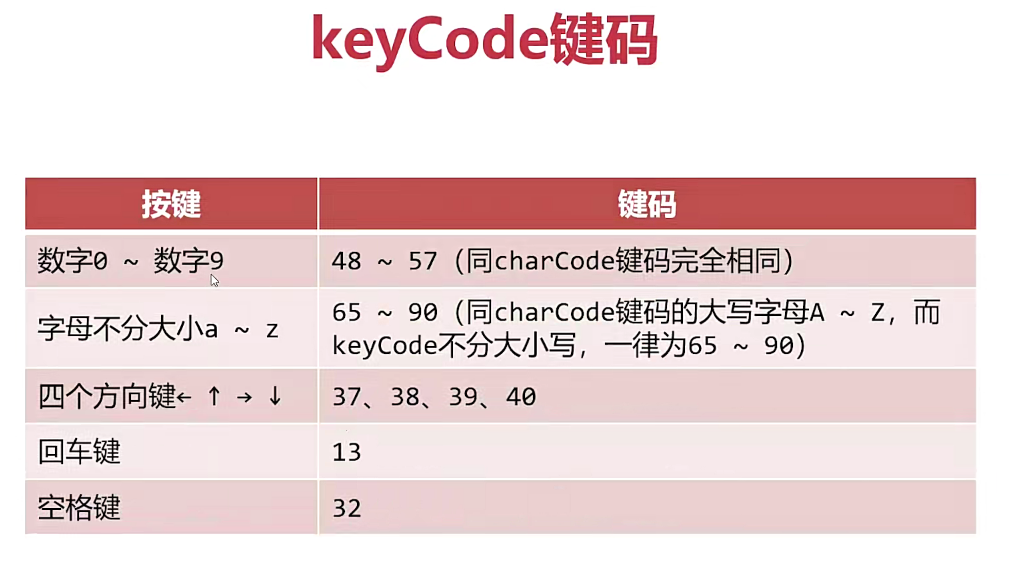 keyCode键码
按键 键码
数字0 ~ 数字9 48 ~ 57（同charCode键码完全相同）
字母不分大小a ~ z 65 ~ 90（同charCode键码的大写字母A ~ Z，而
keyCode不分大小写，一律为65 ~ 90）
四个方向键← ↑ → ↓ 37、38、39、40
回车键 13
空格键 32